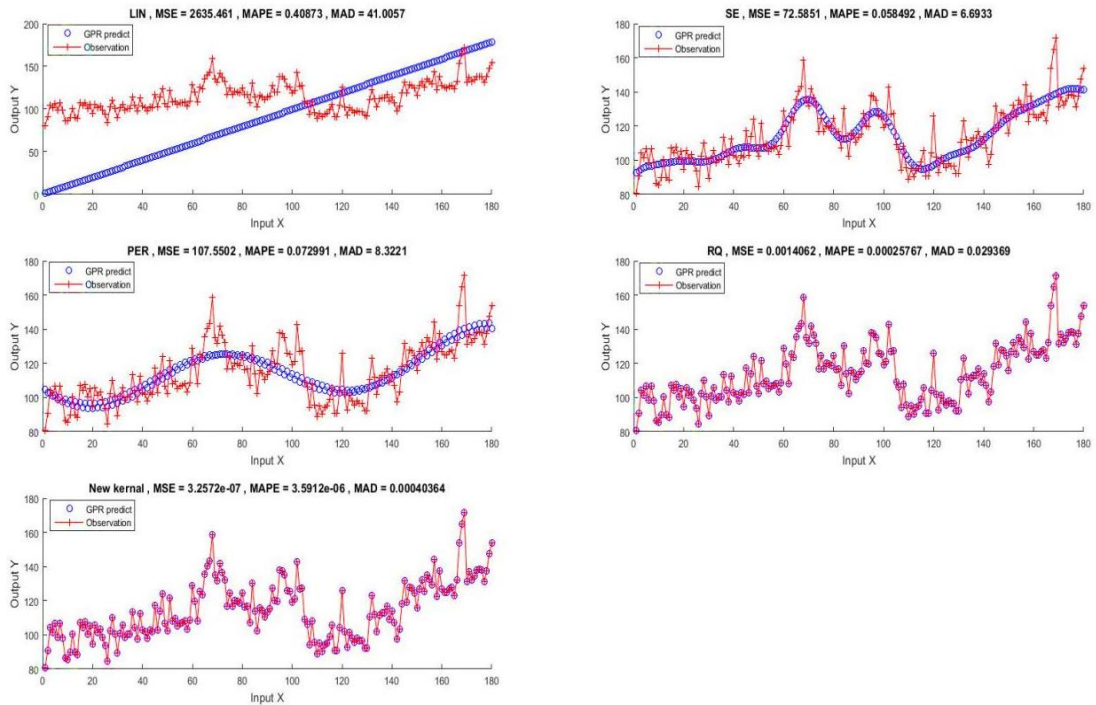 LIN , MSE = 2635.461 , MAPE = 0.40873 , MAD = 41.0057
GPR predict
Observation
Output Y
200
150
100
50
0
0 20 40 60 80 100 120 140 160 180
Input X
SE , MSE = 72.5851 , MAPE = 0.058492 , MAD = 6.6933
GPR predict
Observation
Output Y
180
160
140
120
100
80
0 20 40 60 80 100 120 140 160 180
Input X
PER , MSE = 107.5502 , MAPE = 0.072991 , MAD = 8.3221
GPR predict
Observation
Output Y
180
160
140
120
100
80
0 20 40 60 80 100 120 140 160 180
Input X
RQ , MSE = 0.0014062 , MAPE = 0.00025767 , MAD = 0.029369
GPR predict
Observation
Output Y
180
160
140
120
100
80
0 20 40 60 80 100 120 140 160 180
Input X
New kernal , MSE = 3.2572e-07 , MAPE = 3.5912e-06 , MAD = 0.00040364
GPR predict
Observation
Output Y
180
160
140
120
100
80
0 20 40 60 80 100 120 140 160 180
Input X